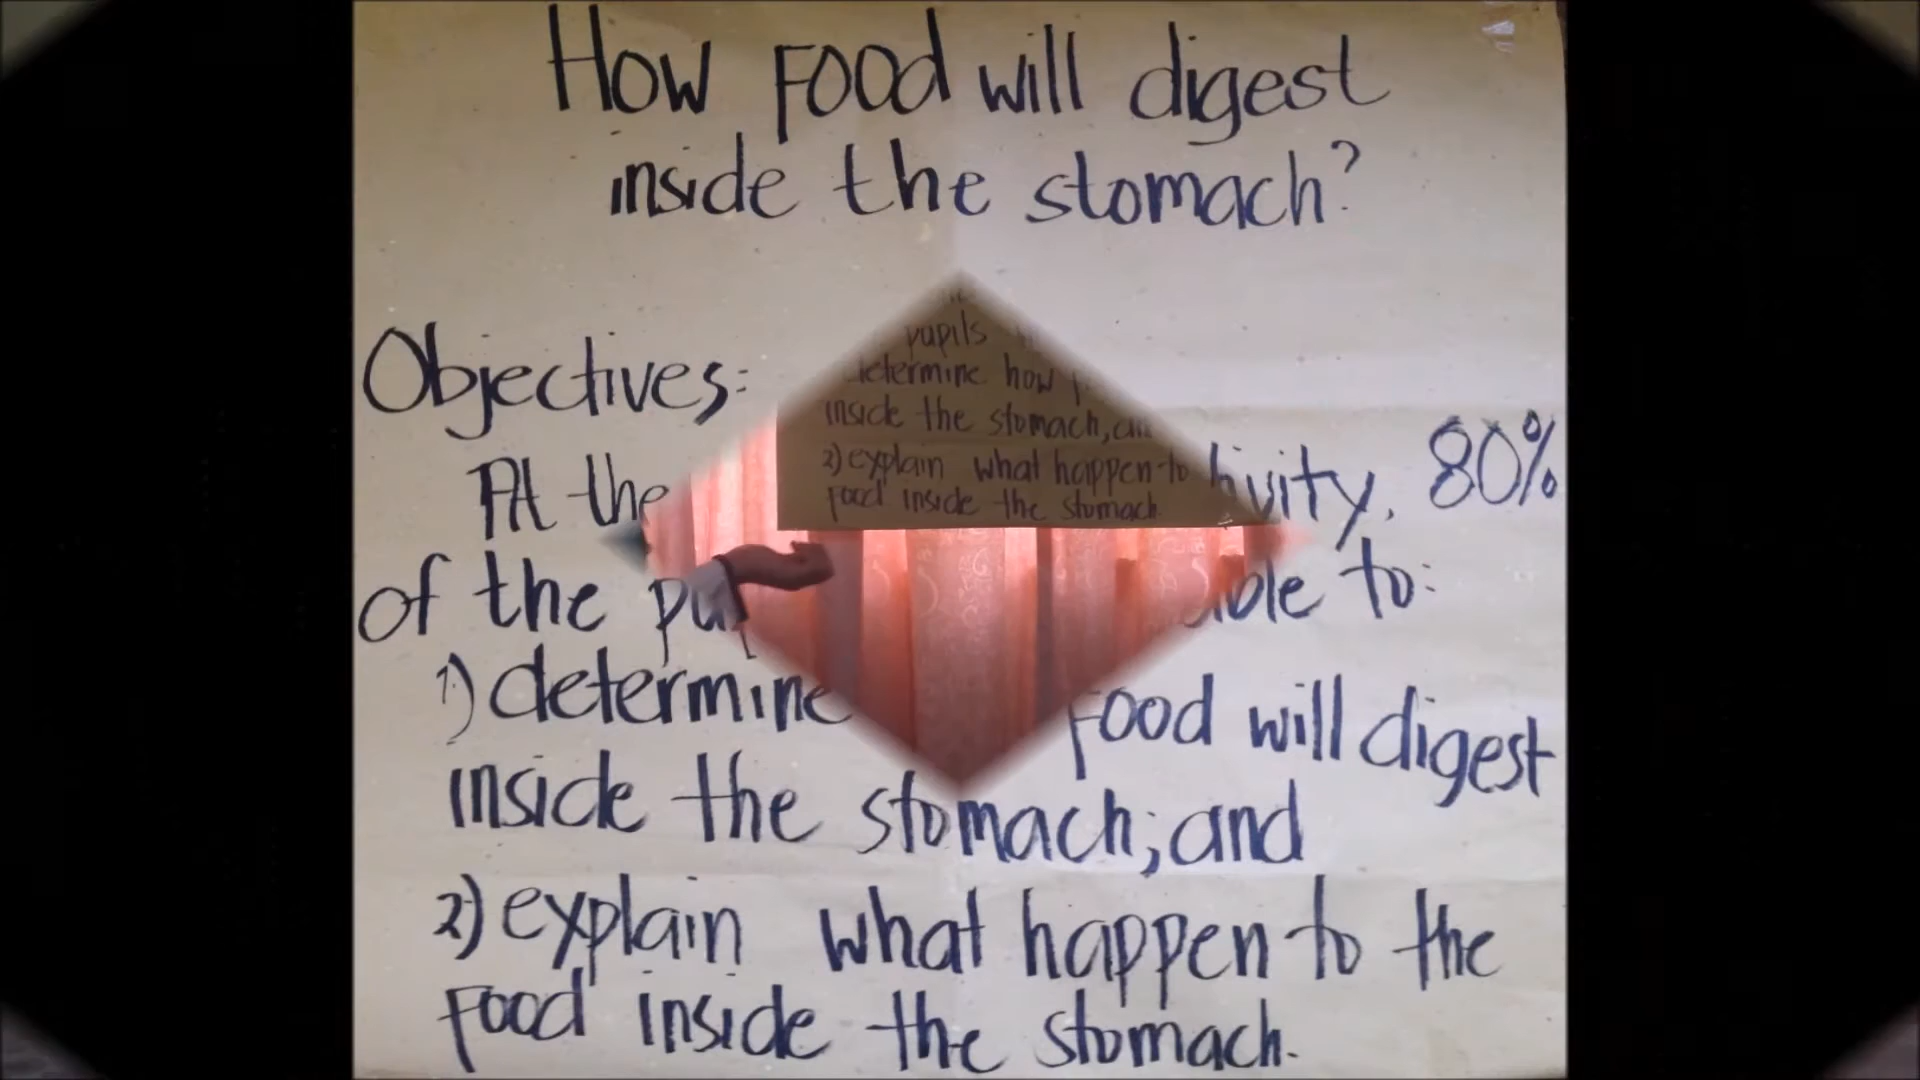 How Food will digest
inside the stomach?
Objectives:
At the
80%
of the
to:
1) determine
Food will digest
inside the stomach; and
2) explain what happen to the
Food inside the stomach.
pupils
determine how
inside the stomach,
2) explain what happen to
Food inside the stomach